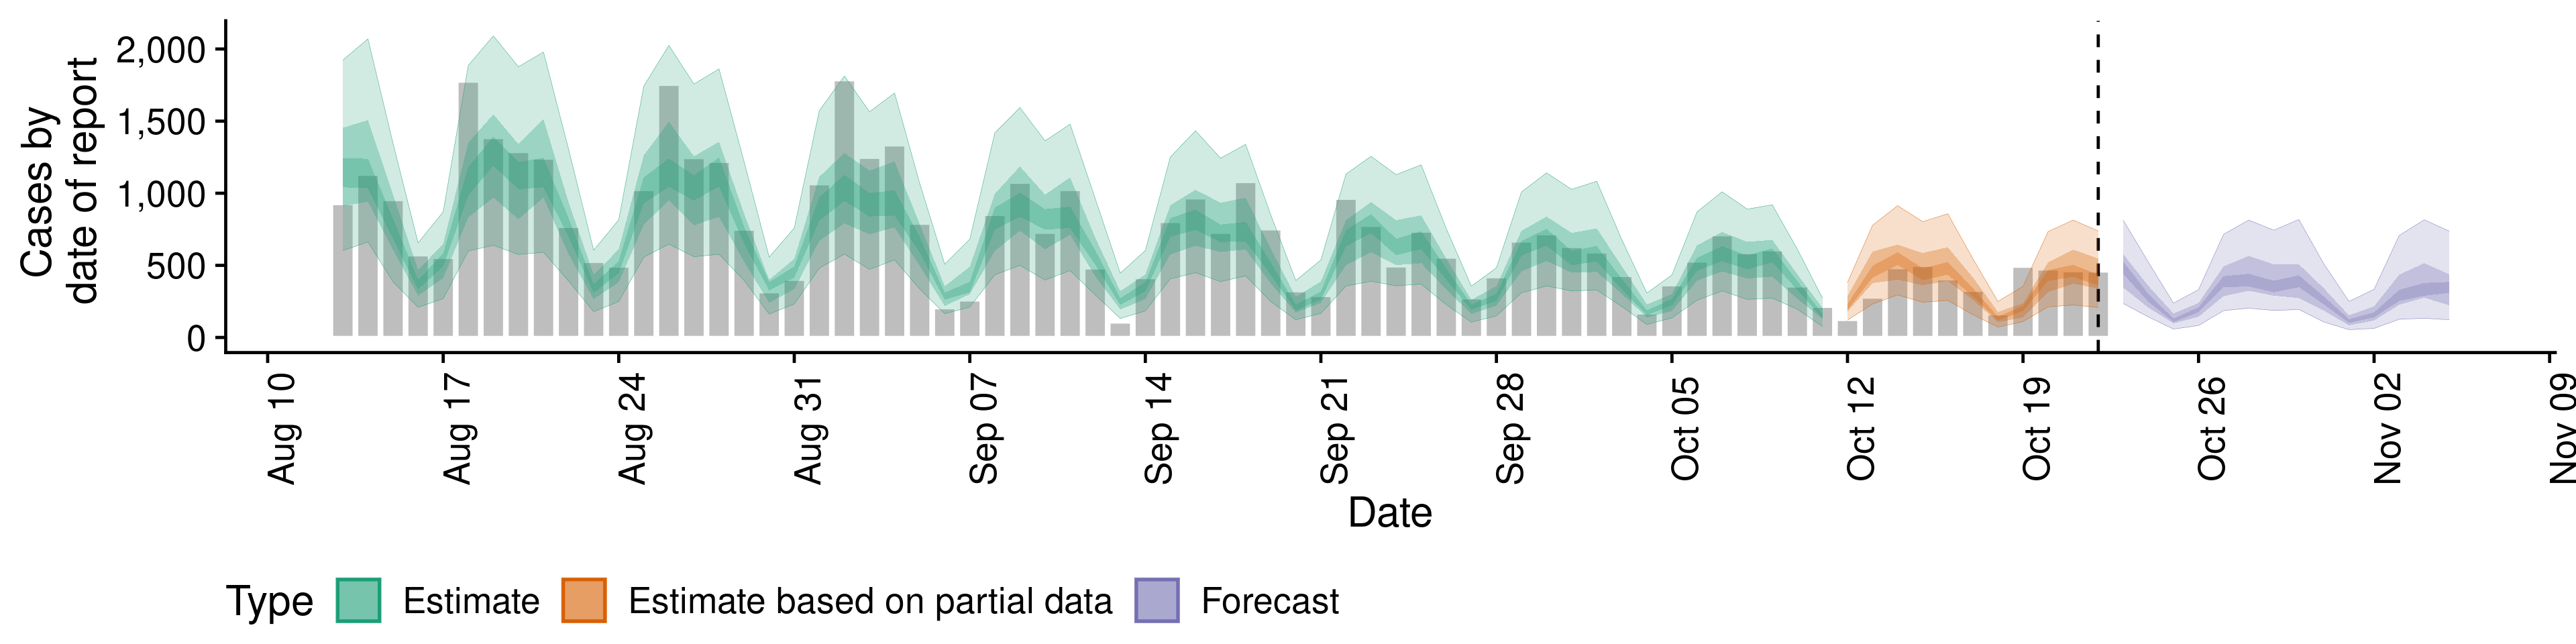 Cases by
date of report
2,000
1,500
1,000
500
0
Aug 10
Aug 17
Aug 24
Aug 31
Sep 07
Sep 14
Sep 21
Sep 28
Oct 05
Oct 12
Oct 19
Oct 26
Nov 02
Nov 09
Date
Type
Estimate
Estimate based on partial data
Forecast